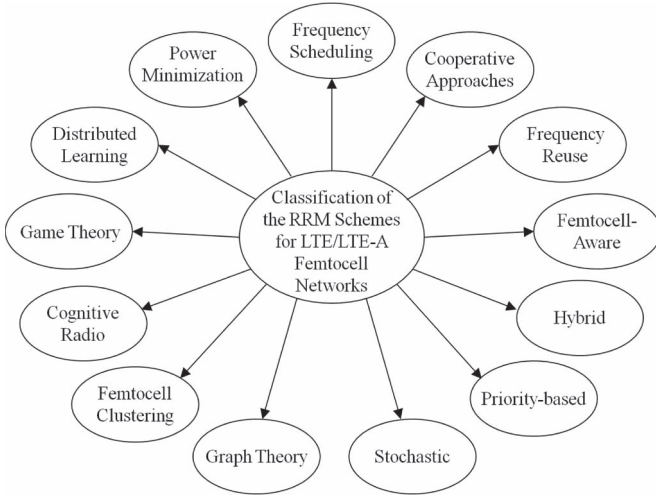 Frequency
Scheduling
Power
Minimization
Cooperative
Approaches
Distributed
Learning
Frequency
Reuse
Classification of
the RRM Schemes
for LTE/LTE-A
Femtocell
Networks
Game Theory
Femtocell-
Aware
Cognitive
Radio
Hybrid
Femtocell
Clustering
Priority-based
Graph Theory
Stochastic